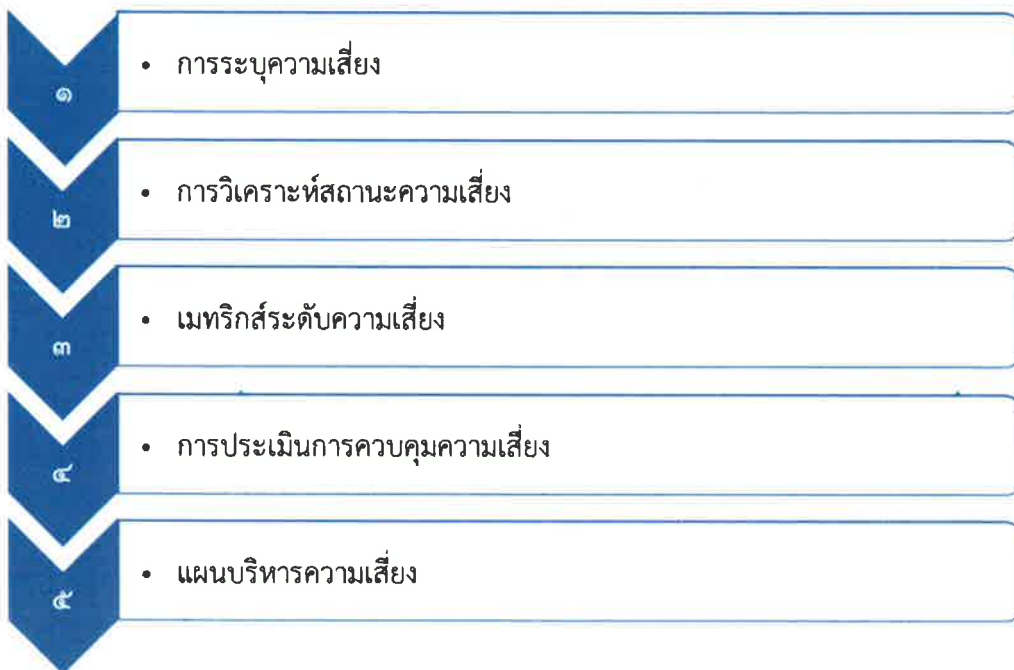 ๑
• การระบุความเสี่ยง
๒
• การวิเคราะห์สถานะความเสี่ยง
๓
• เมทริกส์ระดับความเสี่ยง
๔
• การประเมินการควบคุมความเสี่ยง
๕
• แผนบริหารความเสี่ยง